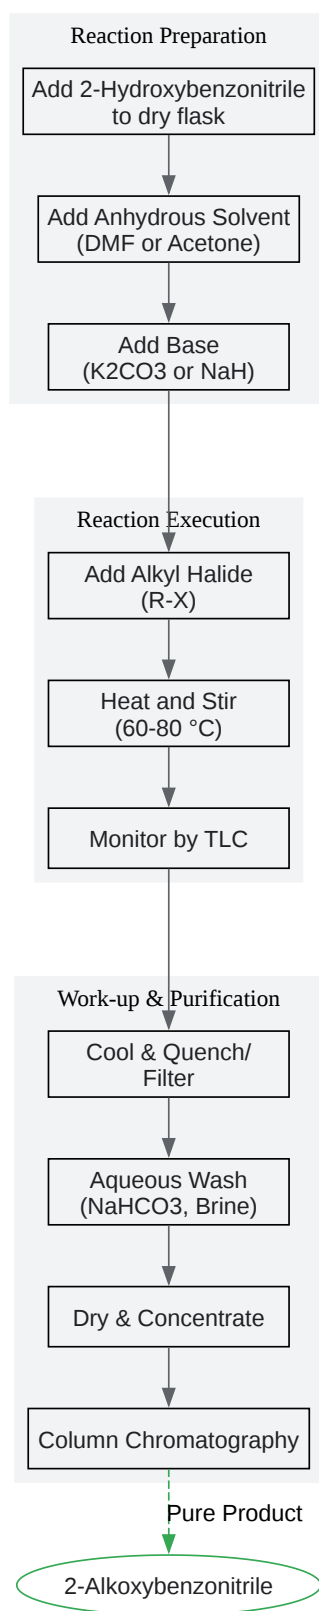 Reaction Preparation
Add 2-Hydroxybenzonitrile
to dry flask
Add Anhydrous Solvent
(DMF or Acetone)
Add Base
(K2CO3 or NaH)
Reaction Execution
Add Alkyl Halide
(R-X)
Heat and Stir
(60-80 °C)
Monitor by TLC
Work-up & Purification
Cool & Quench/
Filter
Aqueous Wash
(NaHCO3, Brine)
Dry & Concentrate
Column Chromatography
Pure Product
2-Alkoxybenzonitrile